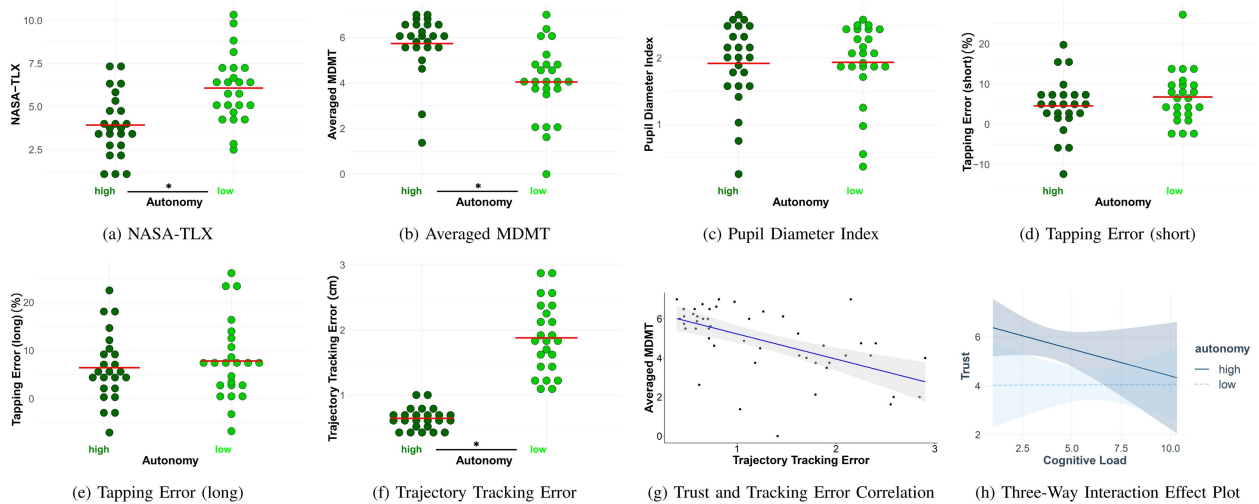 NASA−TLX
10.0
7.5
5.0
2.5
high
*
low
Autonomy
(a) NASA-TLX
Averaged MDMT
6
4
2
0
high
*
low
Autonomy
(b) Averaged MDMT
Pupil Diameter Index
2
1
high
low
Autonomy
(c) Pupil Diameter Index
Tapping Error (short) (%)
20
10
0
−10
high
low
Autonomy
(d) Tapping Error (short)
Tapping Error (long) (%)
20
10
0
high
low
Autonomy
(e) Tapping Error (long)
Trajectory Tracking Error (cm)
3
2
1
0
high
*
low
Autonomy
(f) Trajectory Tracking Error
Averaged MDMT
6
4
2
0
1
2
3
Trajectory Tracking Error
(g) Trust and Tracking Error Correlation
Trust
6
4
2
2.5
5.0
7.5
10.0
Cognitive Load
autonomy
high
low
(h) Three-Way Interaction Effect Plot